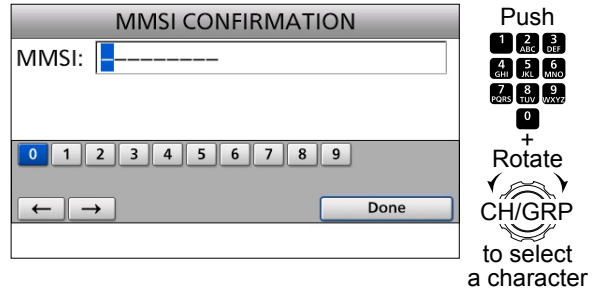 MMSI CONFIRMATION
MMSI: ---------
0 1 2 3 4 5 6 7 8 9
← → Done
Push
1 2 ABC 3 DEF
4 GHI 5 JKL 6 MNO
7 PQRS 8 TUV 9 WXYZ
0
+
Rotate
CH/GRP
to select
a character